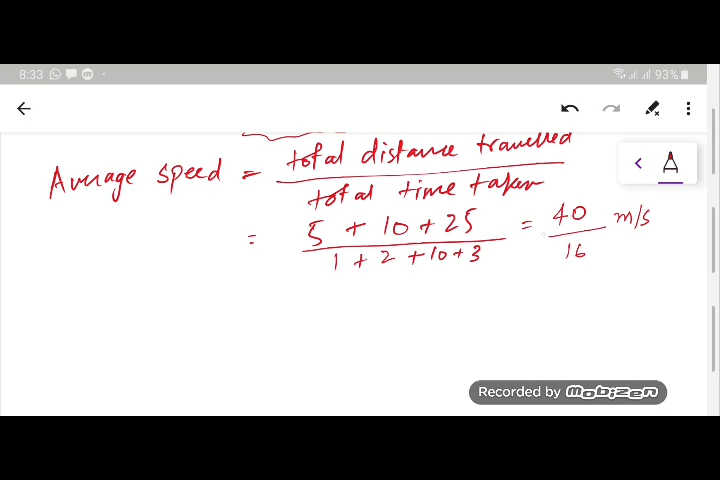 8:33 93%
total distance travelled
Average speed = total time taken
= 5 + 10 + 25 = 40 m/s
1 + 2 + 10 + 3 16
Recorded by mobizen